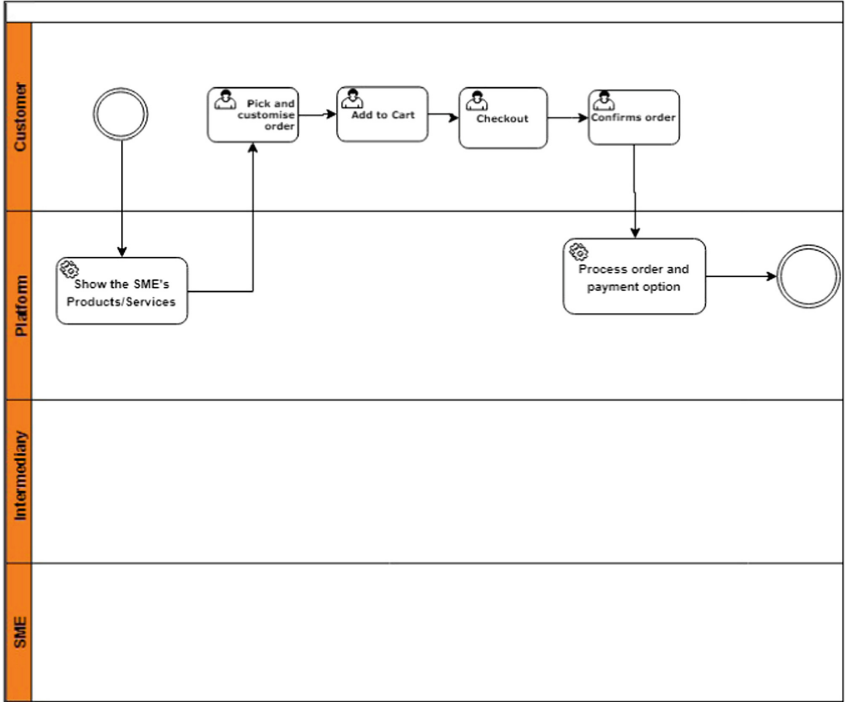 Customer
Pick and
customise
order
Add to Cart
Checkout
Confirms order
Platform
Show the SME's
Products/Services
Process order and
payment option
Intermediary
SME